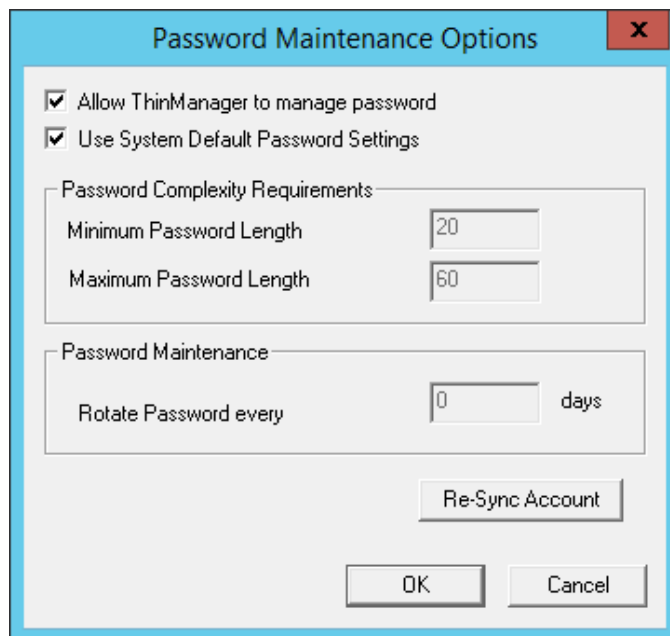 Password Maintenance Options
x
Allow ThinManager to manage password
Use System Default Password Settings
Password Complexity Requirements
Minimum Password Length 20
Maximum Password Length 60
Password Maintenance
Rotate Password every 0 days
Re-Sync Account
OK Cancel